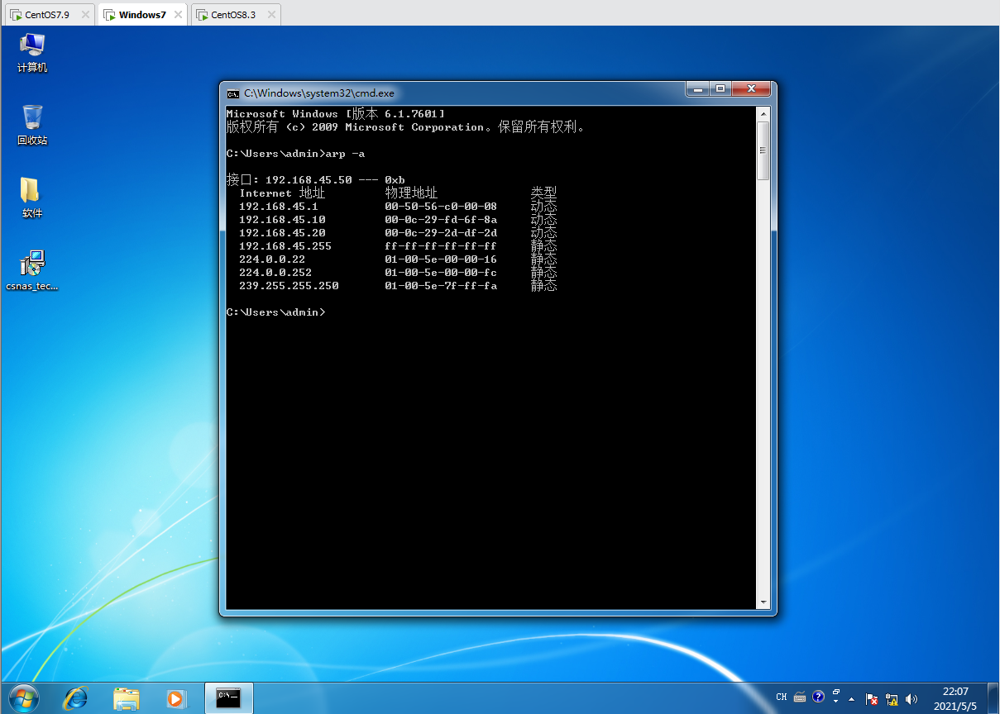 CentOS7.9
Windows7
CentOS8.3
计算机
回收站
软件
csnas_tec...
C:\Windows\system32\cmd.exe
Microsoft Windows [版本 6.1.7601]
版权所有 (c) 2009 Microsoft Corporation。保留所有权利。
C:\Users\admin>arp -a
接口: 192.168.45.50 --- 0xb
Internet 地址 物理地址 类型
192.168.45.1 00-50-56-c0-00-08 动态
192.168.45.10 00-0c-29-fd-6f-8a 动态
192.168.45.20 00-0c-29-2d-df-2d 动态
192.168.45.255 ff-ff-ff-ff-ff-ff 静态
224.0.0.22 01-00-5e-00-00-16 静态
224.0.0.252 01-00-5e-00-00-fc 静态
239.255.255.250 01-00-5e-7f-ff-fa 静态
C:\Users\admin>
C:\_
CH
22:07
2021/5/5